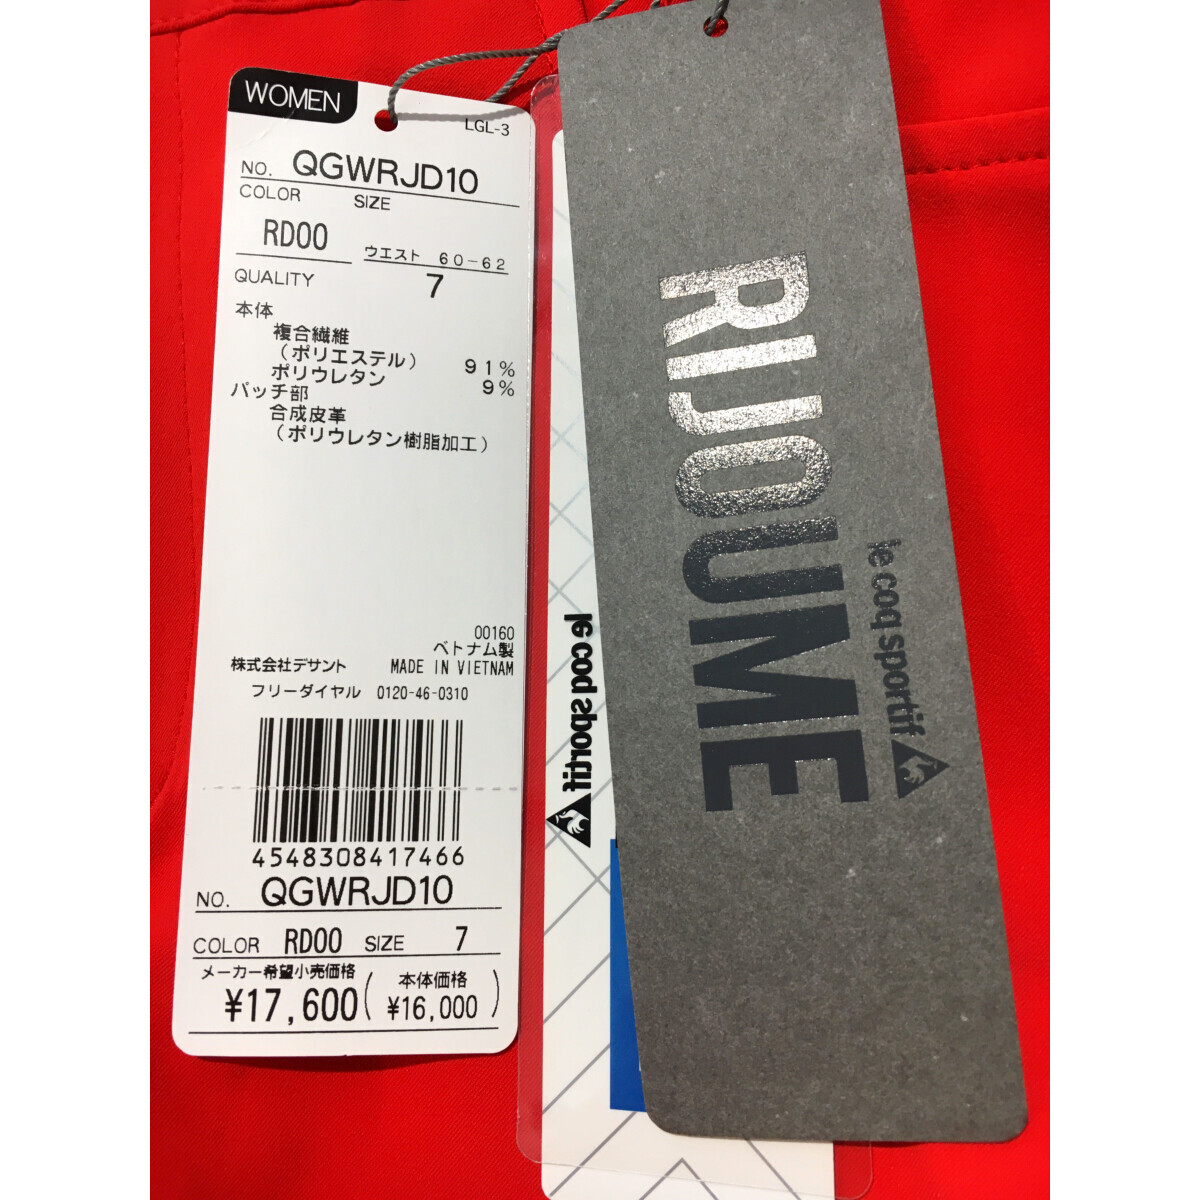 WOMEN
LGL-3
NO. QGWRJD10
COLOR SIZE
RD00 ウエスト 60-62
7
QUALITY
本体
複合繊維
(ポリエステル) 91%
ポリウレタン 9%
パッチ部
合成皮革
(ポリウレタン樹脂加工)
00160
ベトナム製
株式会社デサント MADE IN VIETNAM
フリーダイヤル 0120-46-0310
4548308417466
NO. QGWRJD10
COLOR RD00 SIZE 7
メーカー希望小売価格
¥17,600 (本体価格 ¥16,000)
le coq sportif
RIJOUME
le coq sportif